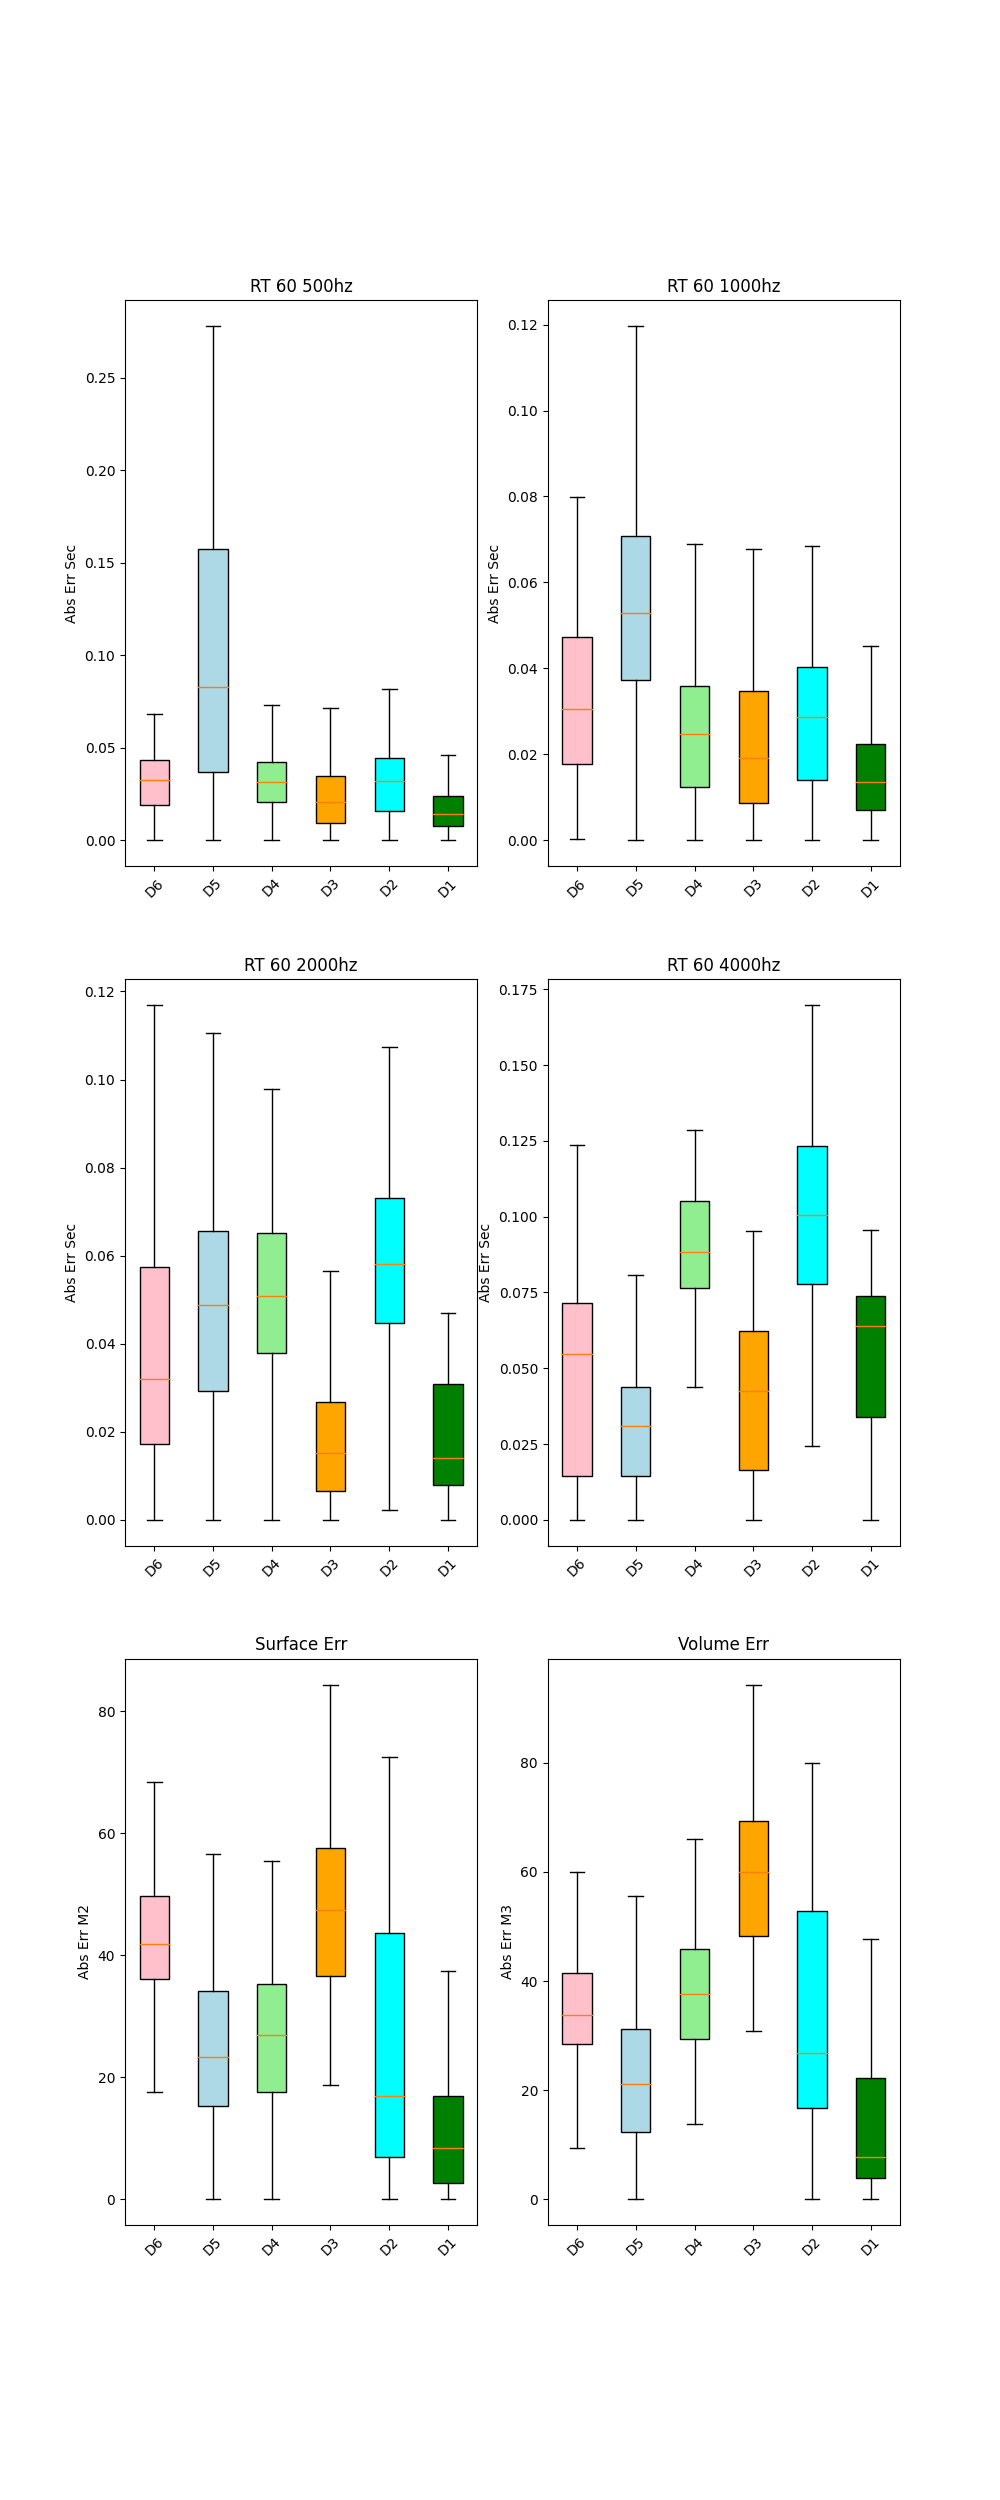 RT 60 500hz
Abs Err Sec
0.25
0.20
0.15
0.10
0.05
0.00
D6 D5 D4 D3 D2 D1
RT 60 1000hz
Abs Err Sec
0.12
0.10
0.08
0.06
0.04
0.02
0.00
D6 D5 D4 D3 D2 D1
RT 60 2000hz
Abs Err Sec
0.12
0.10
0.08
0.06
0.04
0.02
0.00
D6 D5 D4 D3 D2 D1
RT 60 4000hz
Abs Err Sec
0.175
0.150
0.125
0.100
0.075
0.050
0.025
0.000
D6 D5 D4 D3 D2 D1
Surface Err
Abs Err M2
80
60
40
20
0
D6 D5 D4 D3 D2 D1
Volume Err
Abs Err M3
80
60
40
20
0
D6 D5 D4 D3 D2 D1